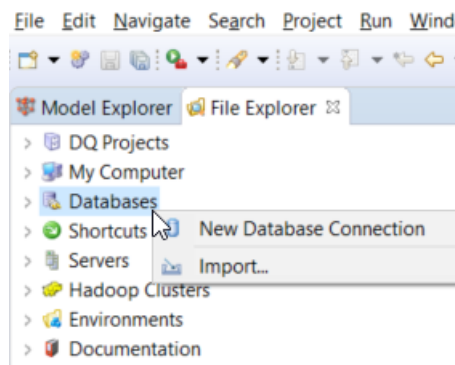 File Edit Navigate Search Project Run Wind
Model Explorer File Explorer
DQ Projects
My Computer
Databases
New Database Connection
Shortcuts
Import...
Servers
Hadoop Clusters
Environments
Documentation